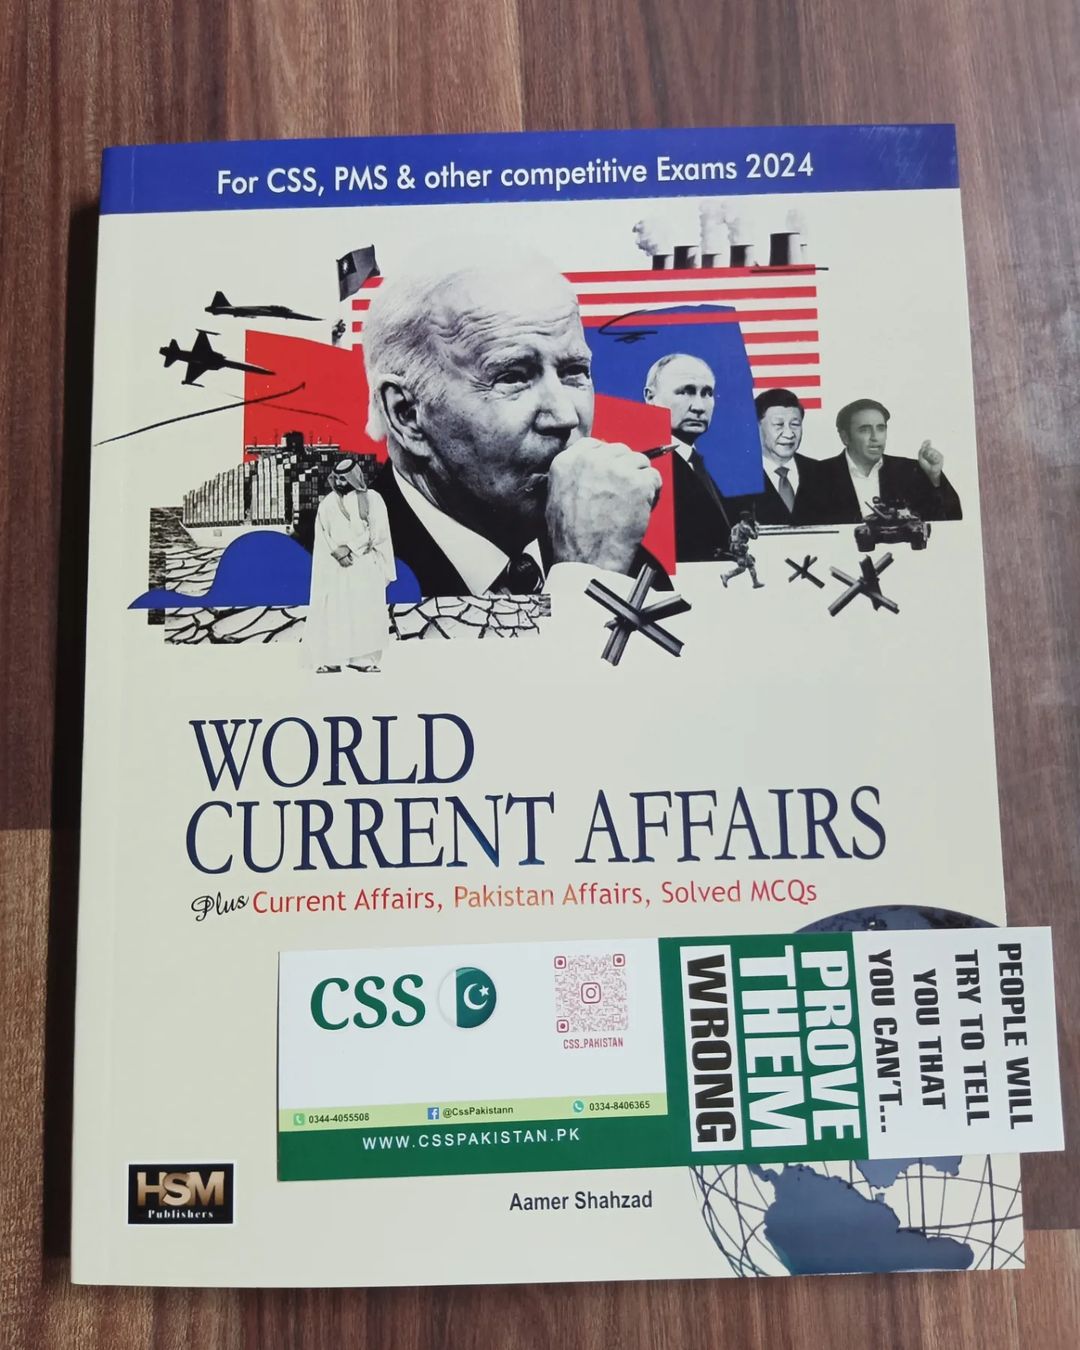 For CSS, PMS & other competitive Exams 2024
WORLD
CURRENT AFFAIRS
Plus Current Affairs, Pakistan Affairs, Solved MCQs
CSS
CSS_PAKISTAN
0344-4055508
@CssPakistann
0334-8406365
WWW.CSSPAKISTAN.PK
PEOPLE WILL
TRY TO TELL
YOU THAT
YOU CAN'T...
PROVE
THEM
WRONG
HSM
Publishers
Aamer Shahzad